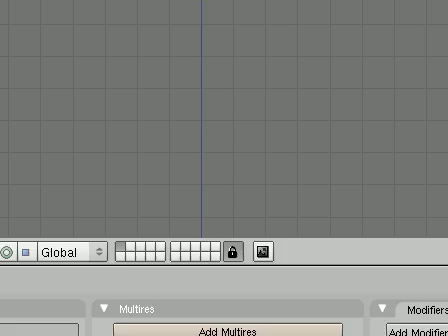 Global
Multires
Modifiers
Add Multires
Add Modifier